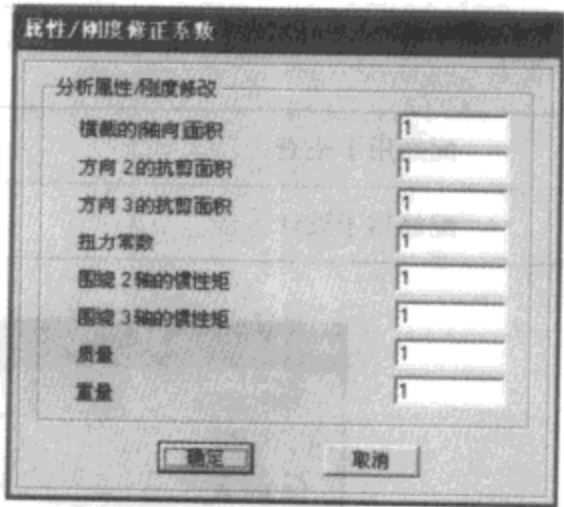 属性/刚度修正系数
分析属性/刚度修改
横截的(轴向)面积 1
方向 2的抗剪面积 1
方向 3的抗剪面积 1
扭力常数 1
围绕 2轴的惯性矩 1
围绕 3轴的惯性矩 1
质量 1
重量 1
确定 取消